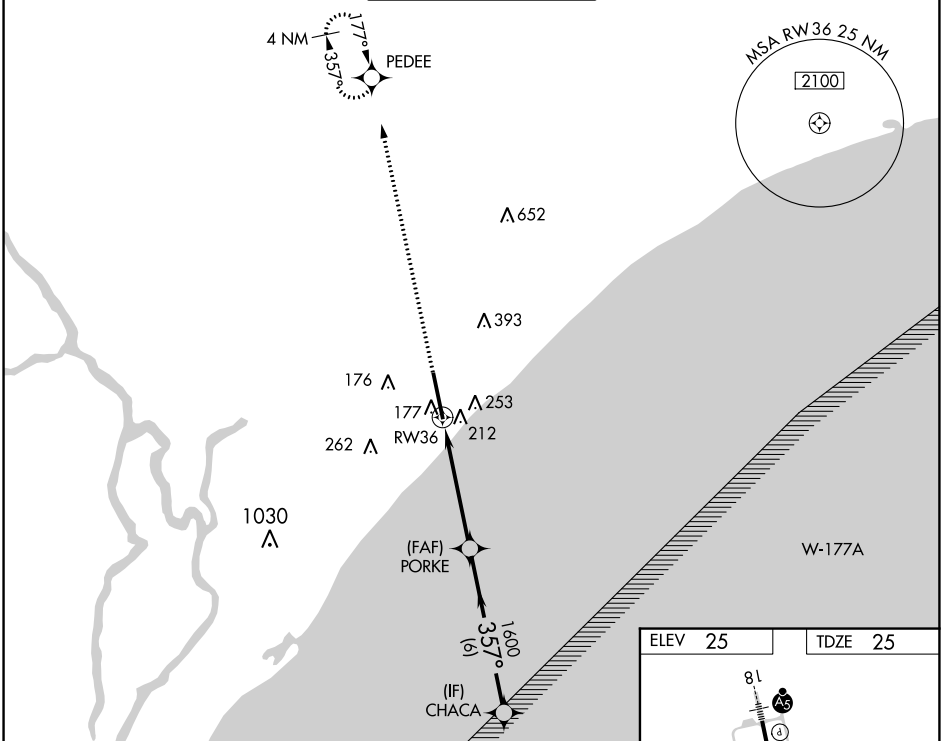 177°
4 NM
357°
PEDEE
MSA RW36 25 NM
2100
652
393
176
177
253
212
RW36
262
1030
(FAF)
PORKE
W-177A
1600
357°
(6)
(IF)
CHACA
ELEV 25
TDZE 25
18
A5